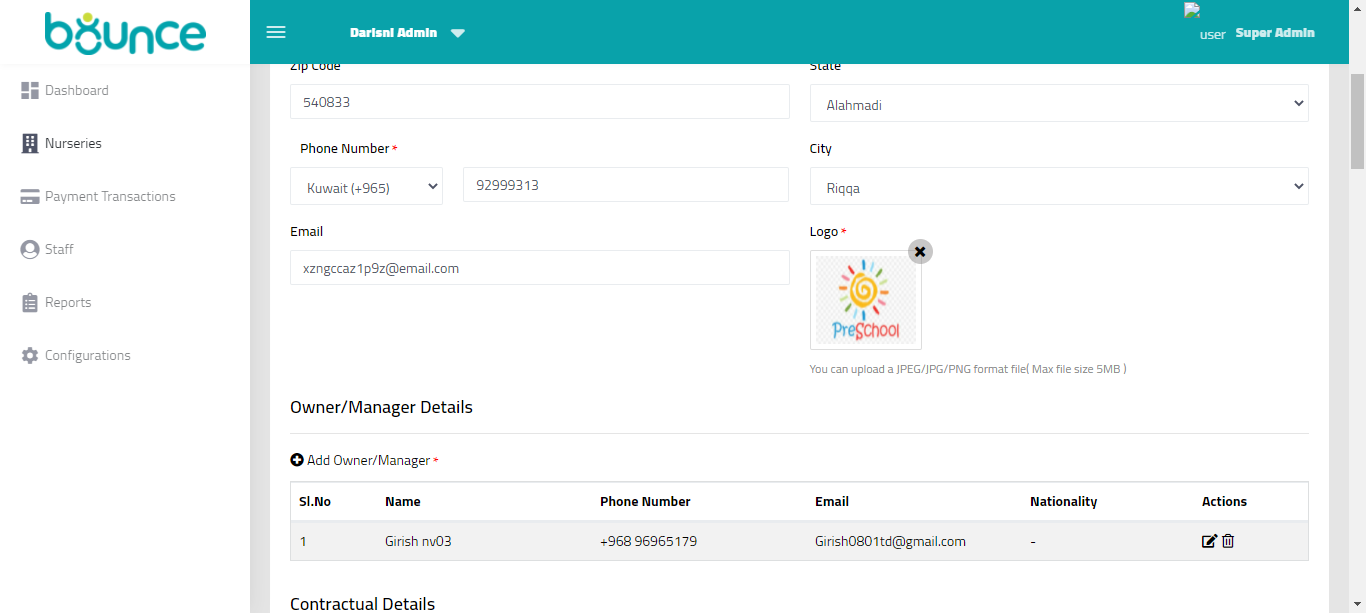 bounce
Darisni Admin
user Super Admin
Dashboard
Nurseries
Payment Transactions
Staff
Reports
Configurations
Zip Code
540833
State
Alahmadi
Phone Number *
Kuwait (+965)
92999313
City
Riqqa
Email
xzngccaz1p9z@email.com
Logo *
PreSchool
You can upload a JPEG/JPG/PNG format file( Max file size 5MB )
Owner/Manager Details
Add Owner/Manager *
Sl.No Name Phone Number Email Nationality Actions
1 Girish nv03 +968 96965179 Girish0801td@gmail.com -
Contractual Details